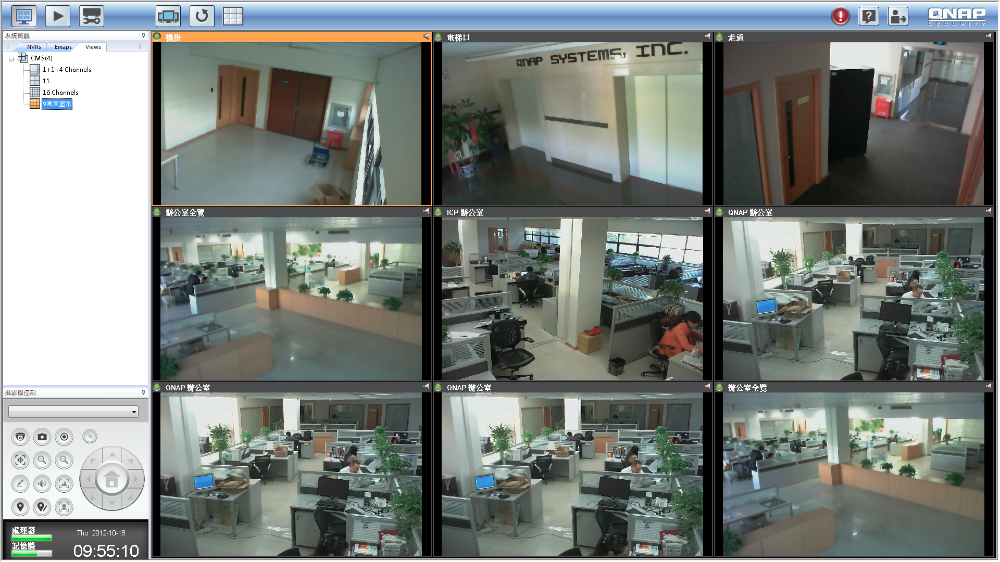 QNAP
SECURITY
系統概觀
NVRs
Emaps
Views
CMS(4)
1+1+4 Channels
11
16 Channels
9画面显示
機房
電梯口
QNAP SYSTEMS, INC.
走道
辦公室全覽
ICP 辦公室
QNAP 辦公室
QNAP 辦公室
QNAP 辦公室
辦公室全覽
攝影機控制
處理器
記憶體
Thu 2012-10-18
09:55:10